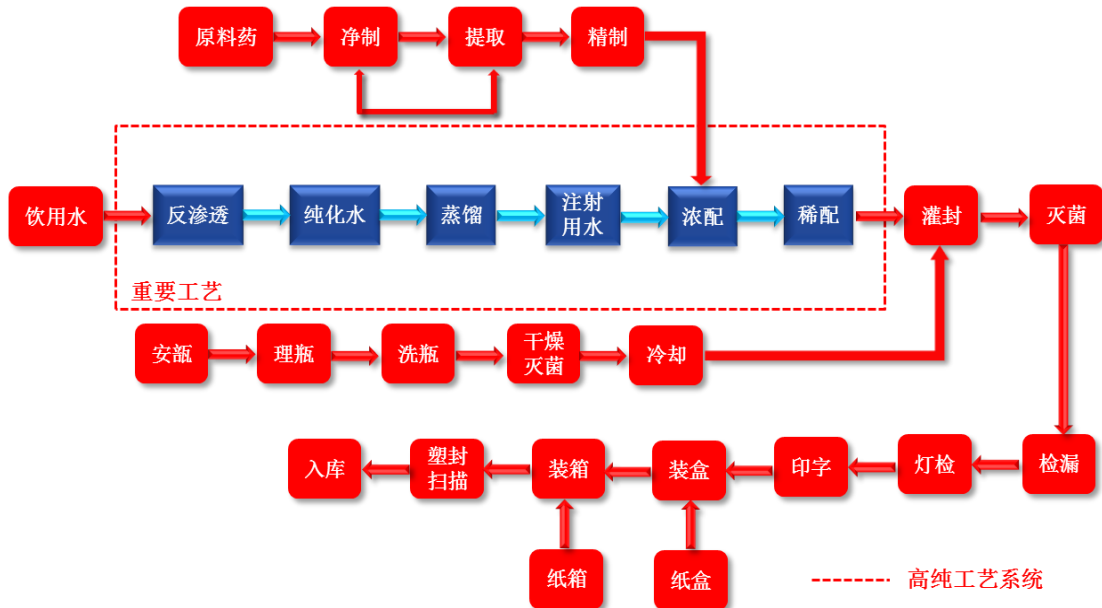 原料药
净制
提取
精制
饮用水
反渗透
纯化水
蒸馏
注射
用水
浓配
稀配
灌封
灭菌
重要工艺
安瓿
理瓶
洗瓶
干燥
灭菌
冷却
入库
塑封
扫描
装箱
装盒
印字
灯检
检漏
纸箱
纸盒
高纯工艺系统